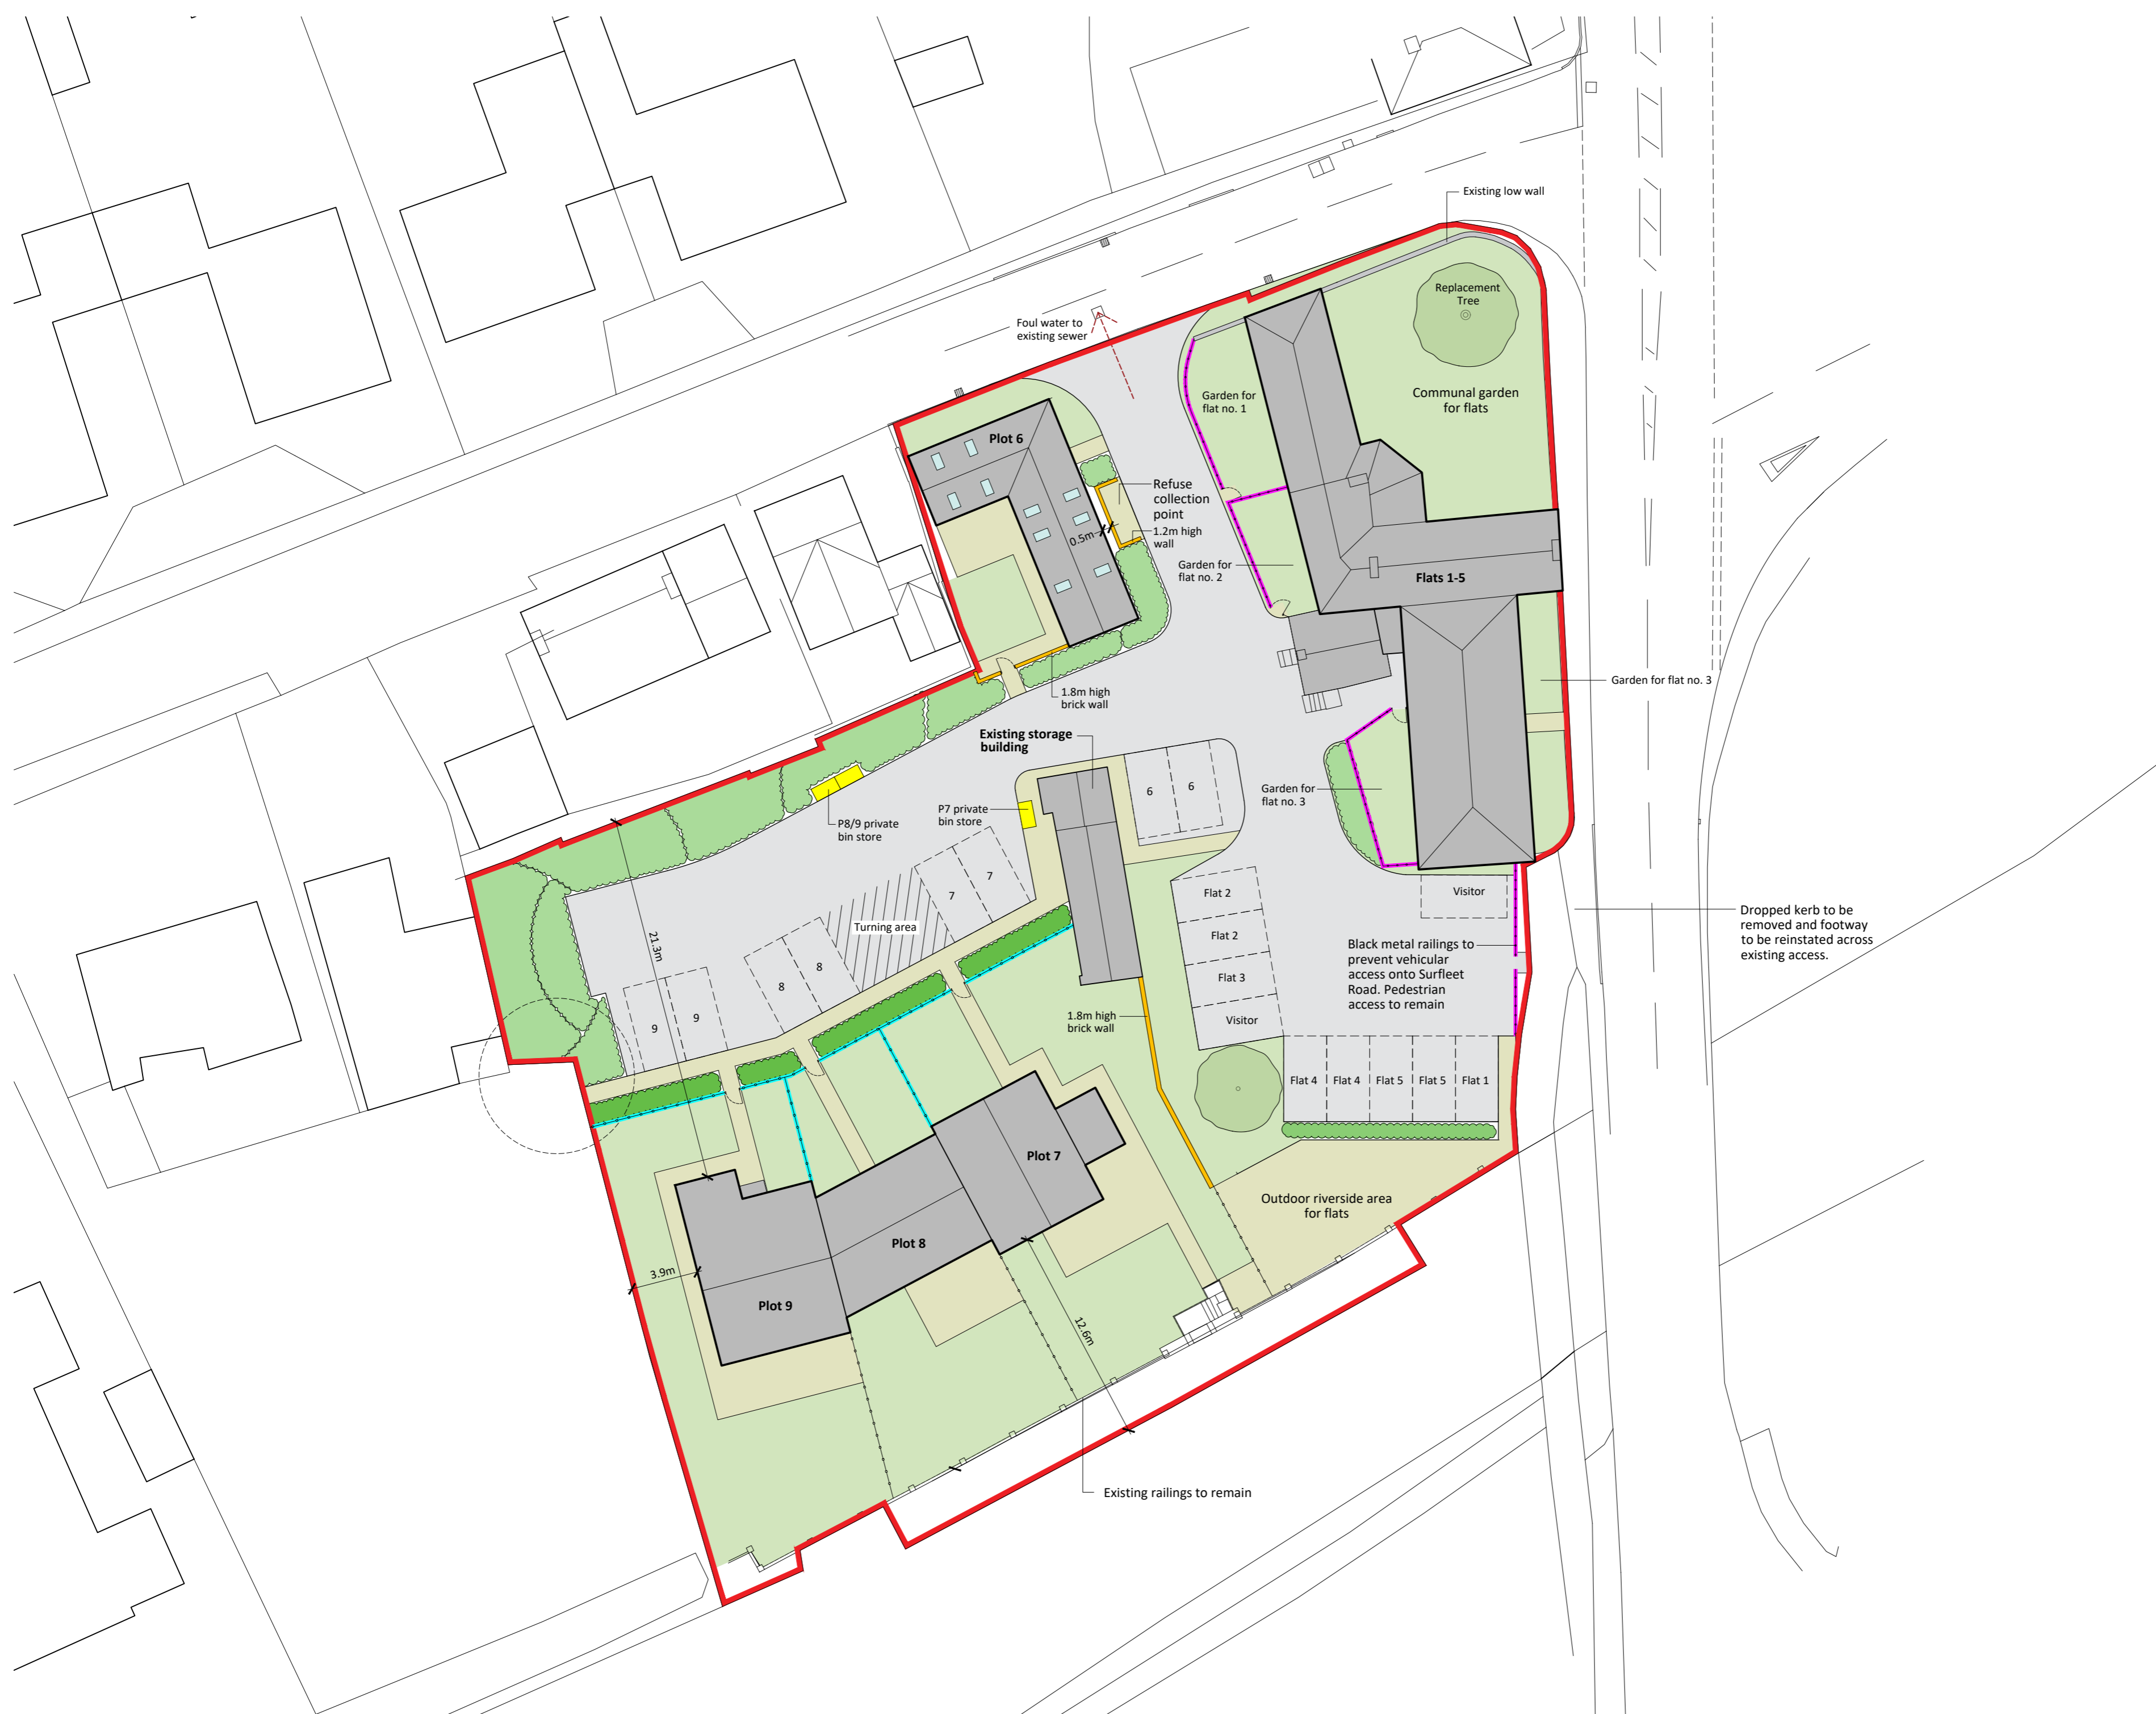 Existing low wall
Replacement
Tree
Foul water to
existing sewer
Garden for
flat no. 1
Communal garden
for flats
Plot 6
Refuse
collection
point
1.2m high
wall
0.5m
Garden for
flat no. 2
Flats 1-5
Garden for flat no. 3
1.8m high
brick wall
Existing storage
building
6
6
Garden for
flat no. 3
P7 private
bin store
P8/9 private
bin store
7
7
Turning area
Flat 2
Visitor
Flat 2
Flat 3
Visitor
Dropped kerb to be
removed and footway
to be reinstated across
existing access.
Black metal railings to
prevent vehicular
access onto Surfleet
Road. Pedestrian
access to remain
21.3m
8
8
9
9
1.8m high
brick wall
Flat 4
Flat 4
Flat 5
Flat 5
Flat 1
Plot 7
Outdoor riverside area
for flats
Plot 8
3.9m
Plot 9
12.6m
Existing railings to remain